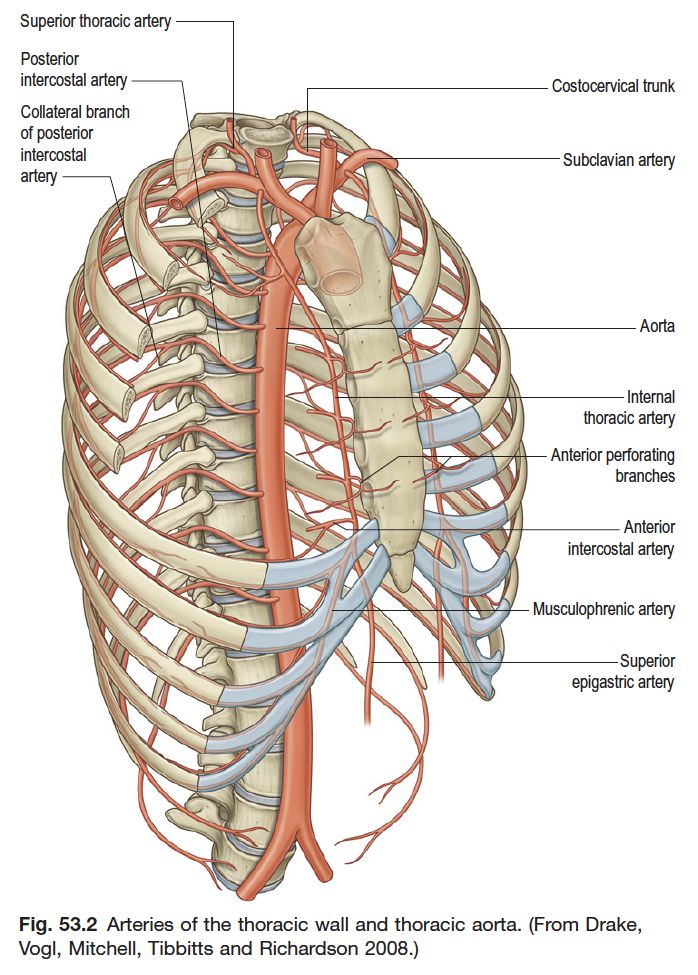 Superior thoracic artery
Posterior
intercostal artery
Collateral branch
of posterior
intercostal
artery
Costocervical trunk
Subclavian artery
Aorta
Internal
thoracic artery
Anterior perforating
branches
Anterior
intercostal artery
Musculophrenic artery
Superior
epigastric artery
Fig. 53.2 Arteries of the thoracic wall and thoracic aorta. (From Drake,
Vogl, Mitchell, Tibbitts and Richardson 2008.)